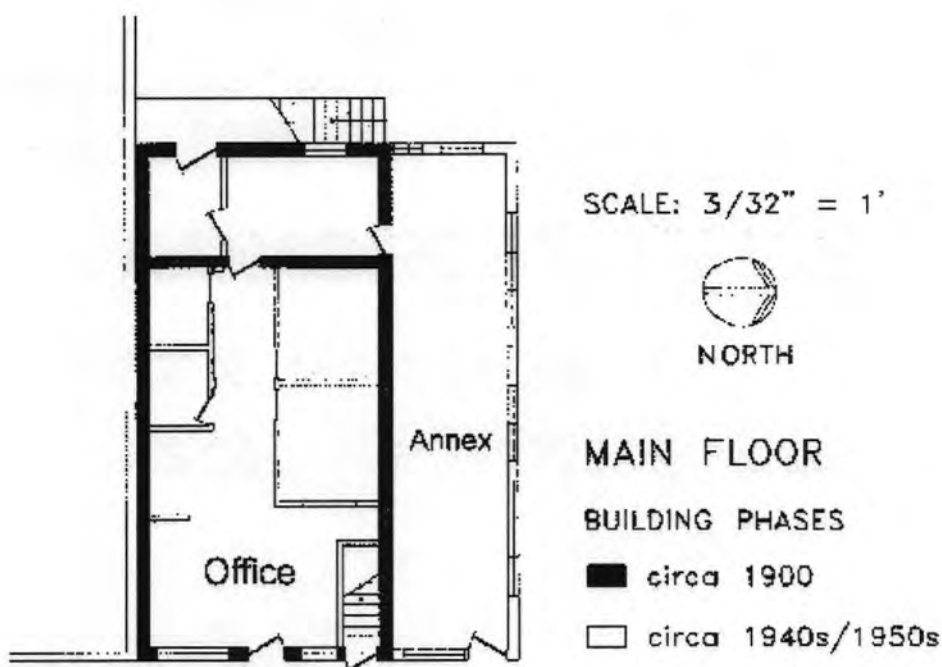 SCALE: 3/32" = 1'
NORTH
Annex
MAIN FLOOR
BUILDING PHASES
Office
circa 1900
circa 1940s/1950s